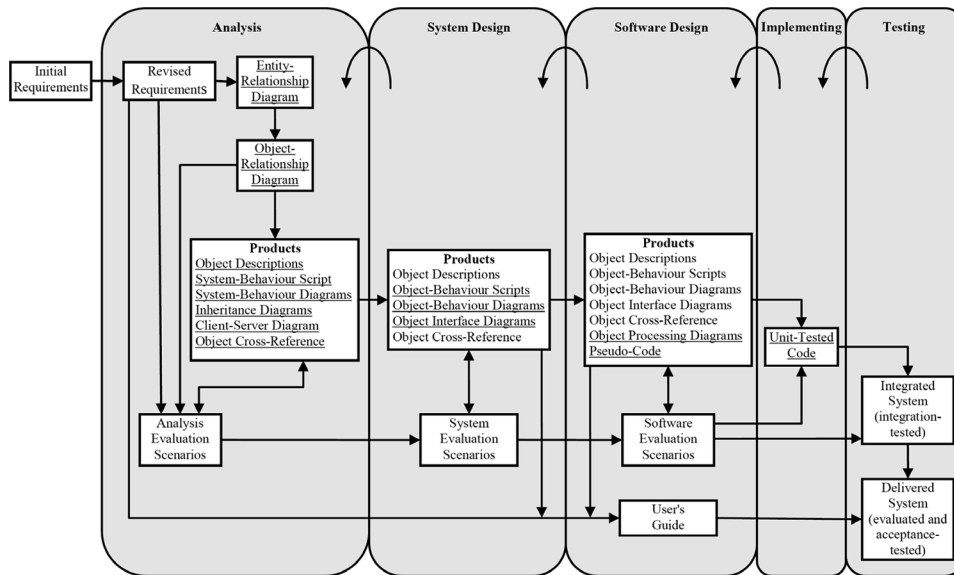 Analysis
System Design
Software Design
Implementing
Testing
Initial
Requirements
Revised
Requirements
Entity-
Relationship
Diagram
Object-
Relationship
Diagram
Products
Object Descriptions
System-Behaviour Script
System-Behaviour Diagrams
Inheritance Diagrams
Client-Server Diagram
Object Cross-Reference
Products
Object Descriptions
Object-Behaviour Scripts
Object-Behaviour Diagrams
Object Interface Diagrams
Object Cross-Reference
Products
Object Descriptions
Object-Behaviour Scripts
Object-Behaviour Diagrams
Object Interface Diagrams
Object Cross-Reference
Object Processing Diagrams
Pseudo-Code
Unit-Tested
Code
Integrated
System
(integration-
tested)
Analysis
Evaluation
Scenarios
System
Evaluation
Scenarios
Software
Evaluation
Scenarios
User's
Guide
Delivered
System
(evaluated and
acceptance-
tested)